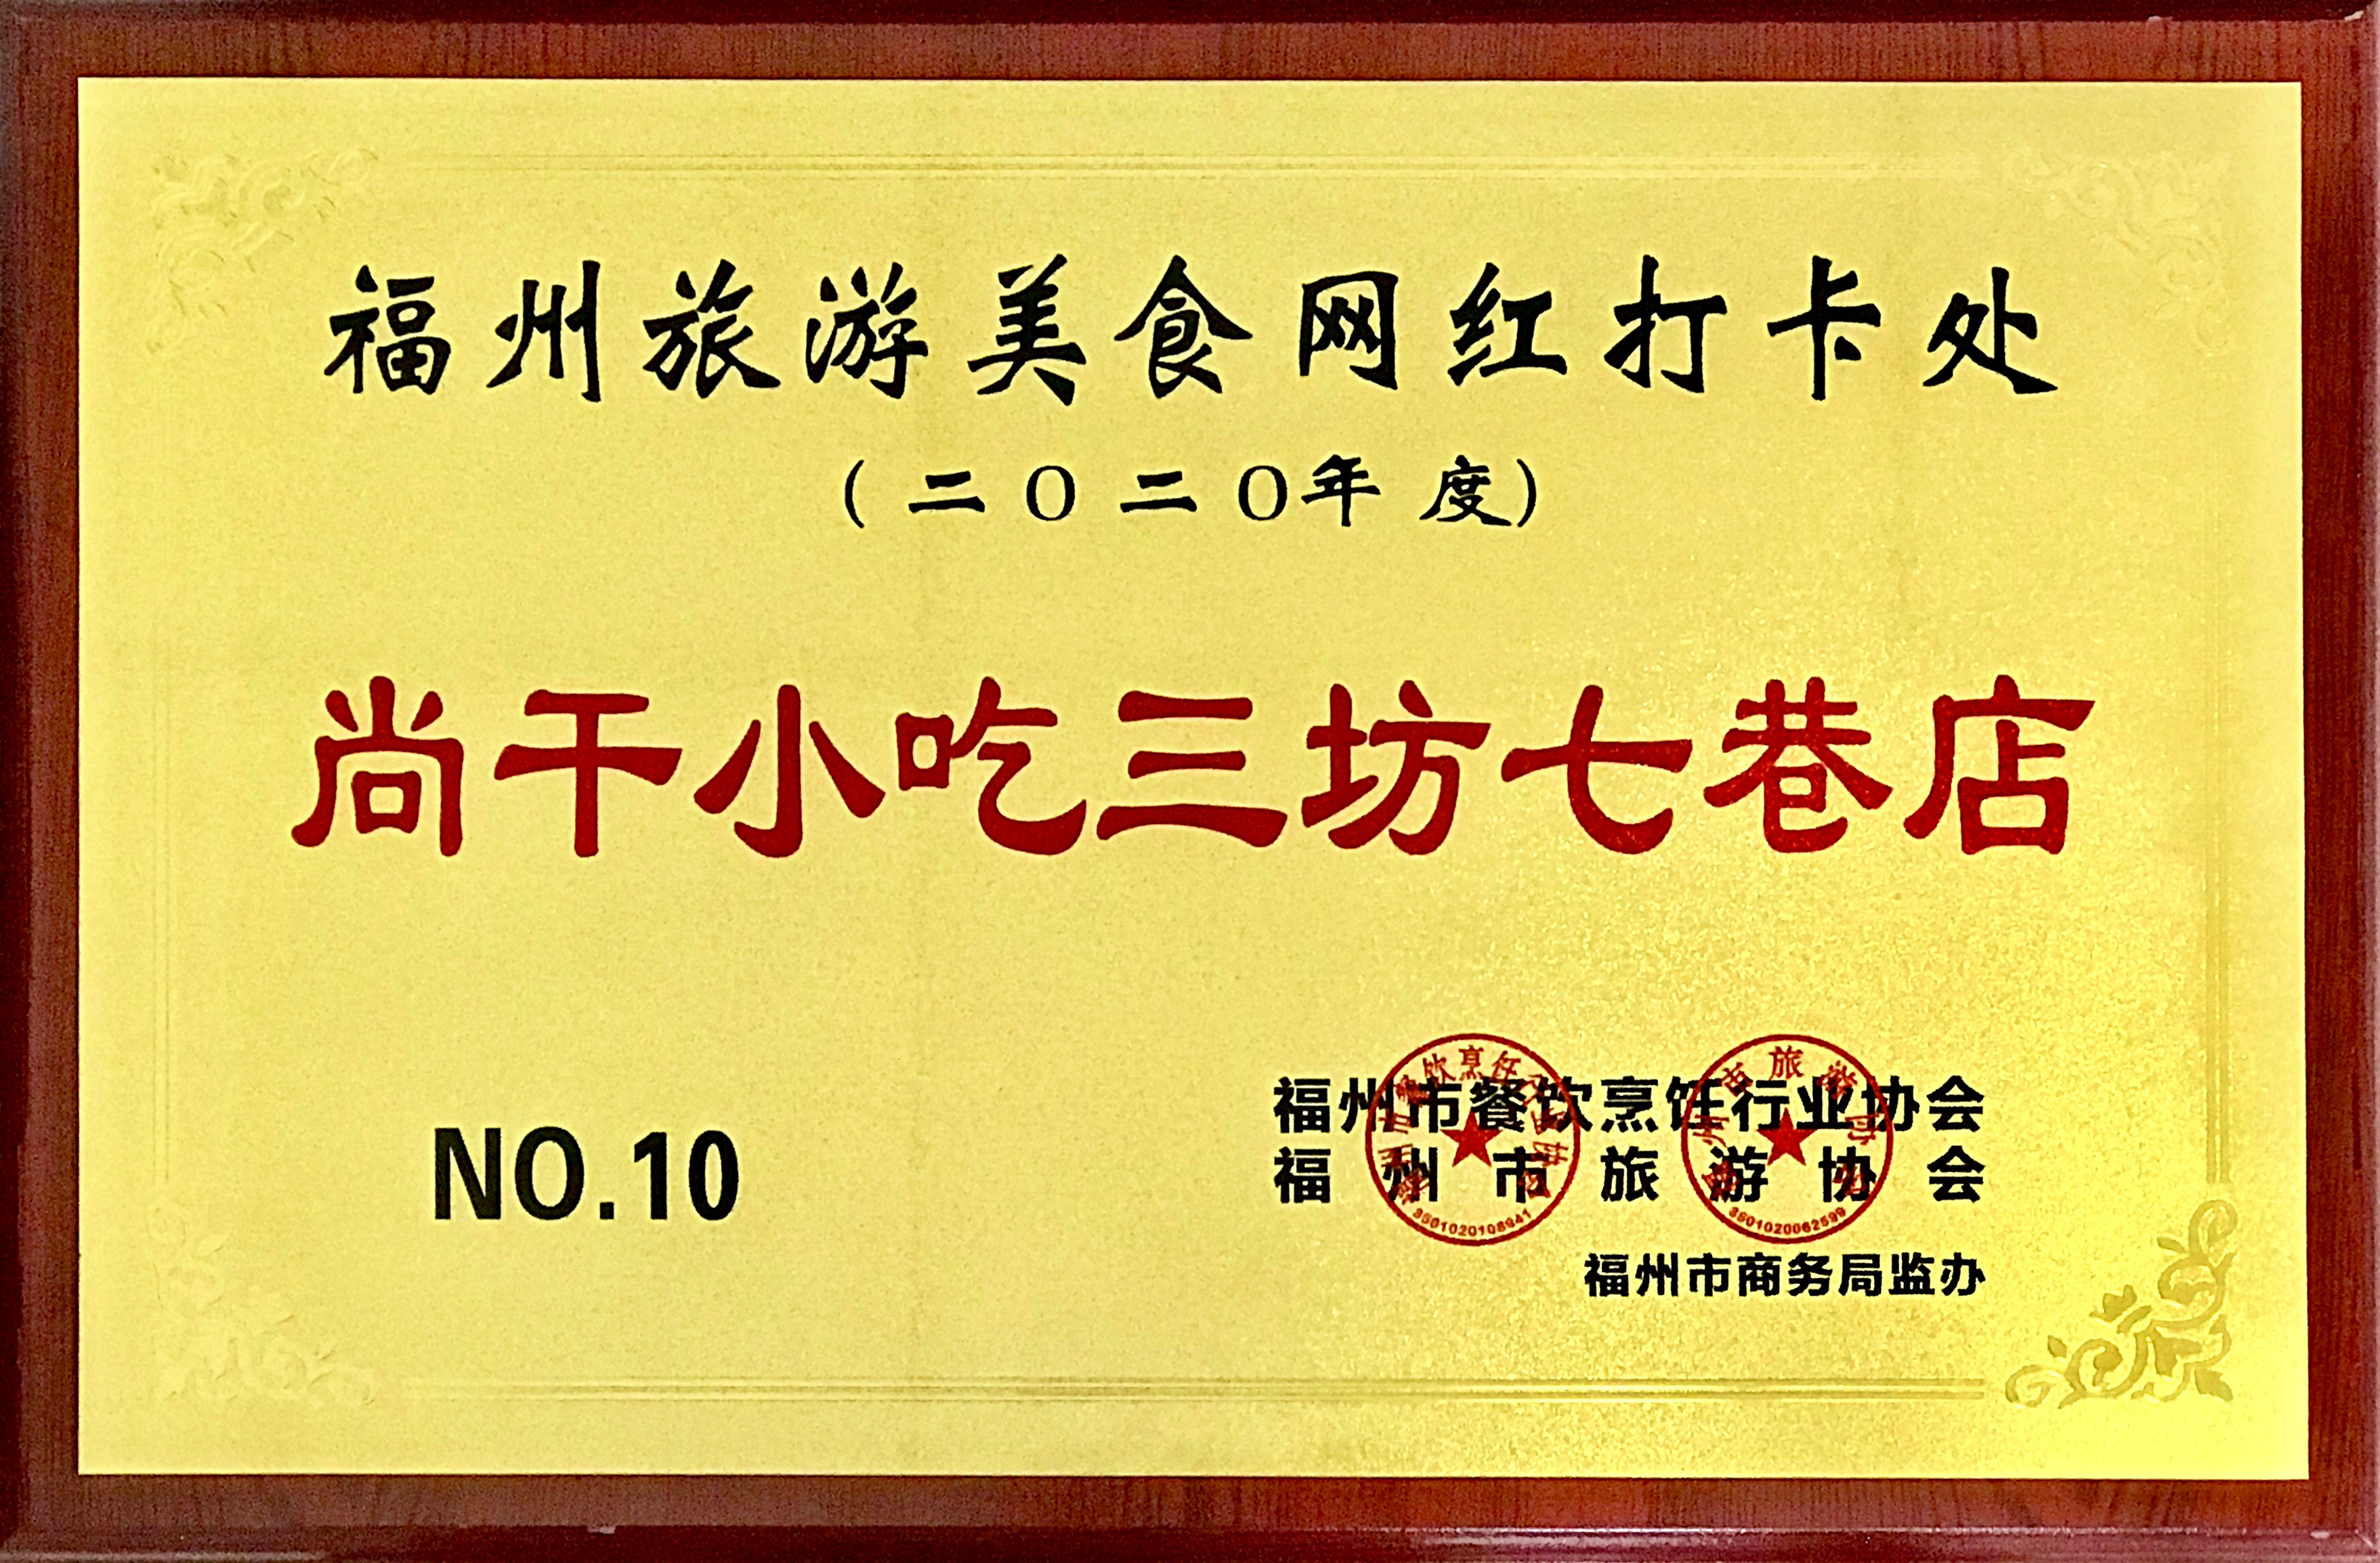 福州旅游美食网红打卡处
（二〇二〇年度）
尚干小吃三坊七巷店
NO.10
福州市餐饮烹饪行业协会
福州市旅游协会
福州市商务局监办
3501020062599